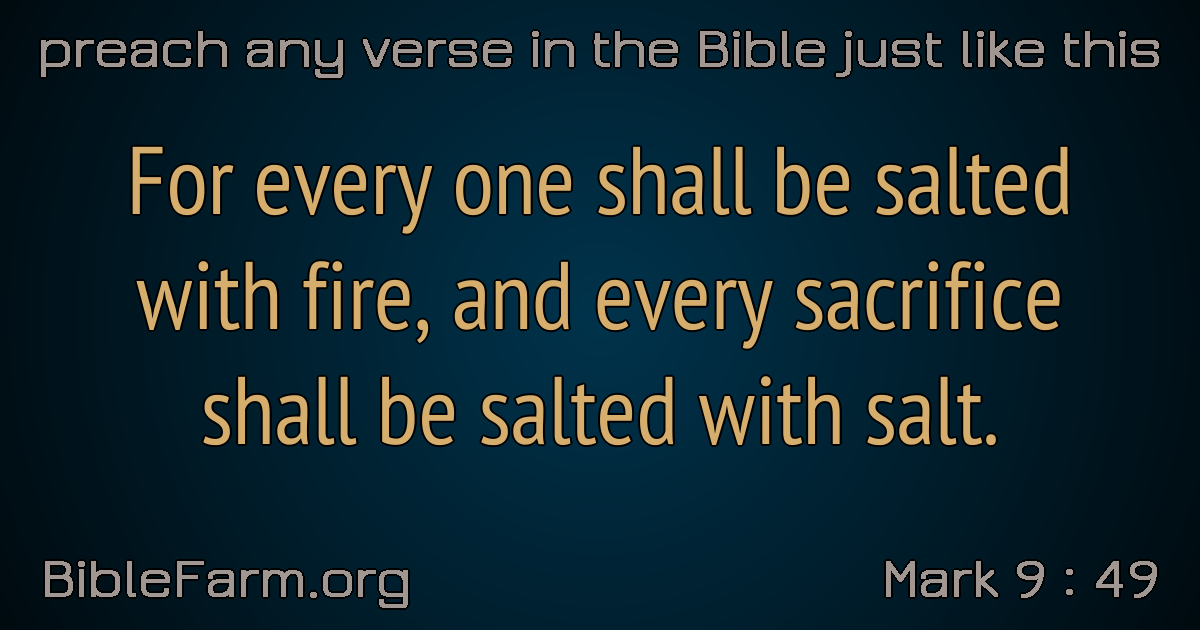 preach any verse in the Bible just like this
For every one shall be salted
with fire, and every sacrifice
shall be salted with salt.
BibleFarm.org
Mark 9 : 49